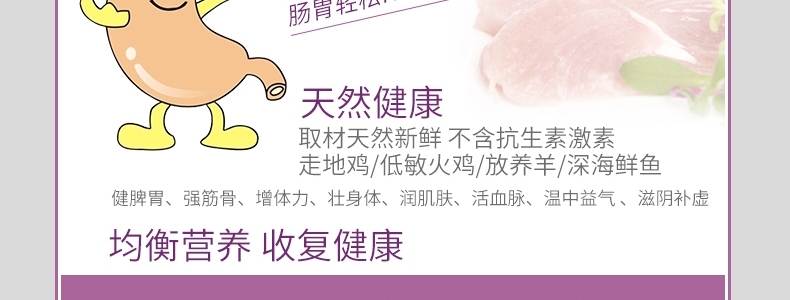 肠胃轻松
天然健康
取材天然新鲜 不含抗生素激素
走地鸡/低敏火鸡/放养羊/深海鲜鱼
健脾胃、强筋骨、增体力、壮身体、润肌肤、活血脉、温中益气、滋阴补虚
均衡营养 收复健康